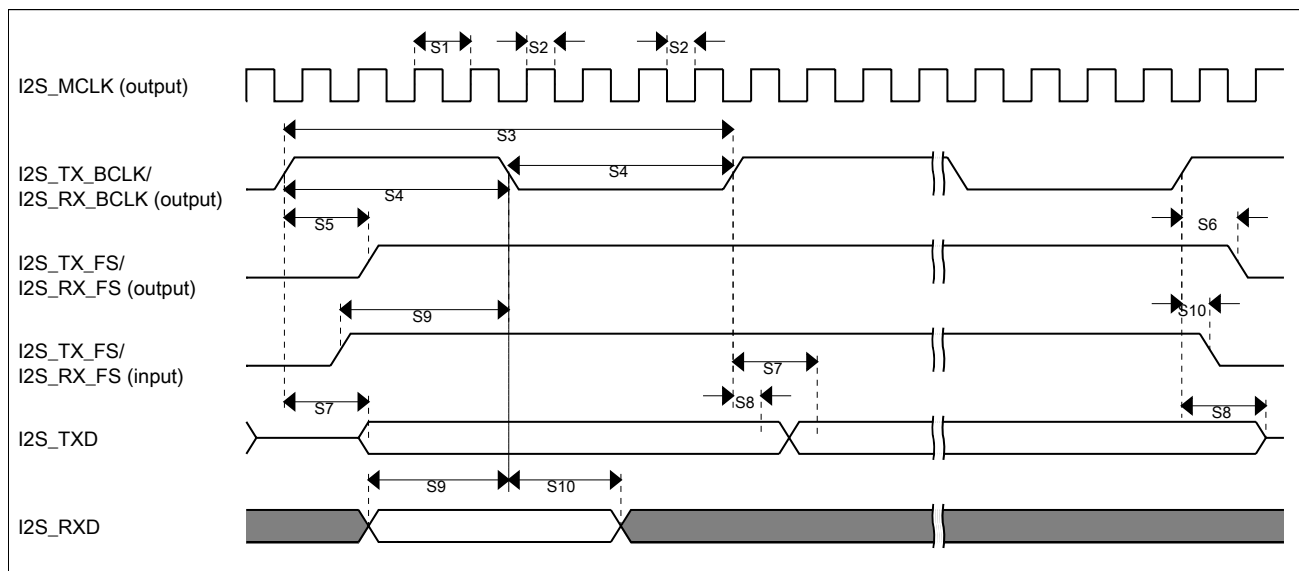 S1
S2
S2
I2S_MCLK (output)
S3
I2S_TX_BCLK/
I2S_RX_BCLK (output)
S4
S4
S5
S6
I2S_TX_FS/
I2S_RX_FS (output)
S9
S10
I2S_TX_FS/
I2S_RX_FS (input)
S7
S7
S8
S8
I2S_TXD
S9
S10
I2S_RXD